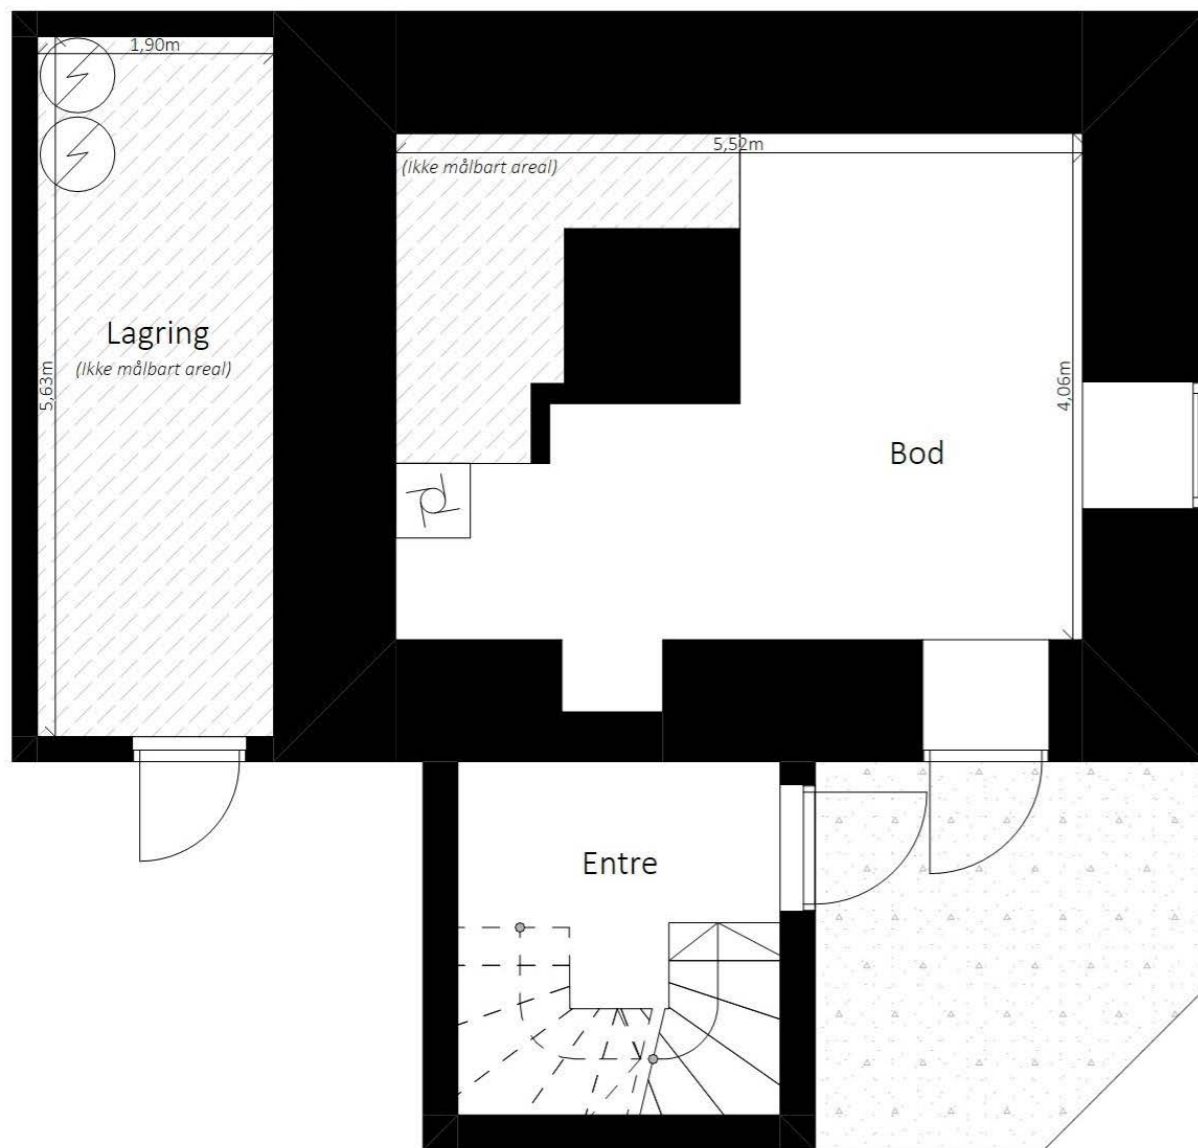 1,90m
5,52m
(Ikke målbart areal)
Lagring
(Ikke målbart areal)
5,63m
4,06m
Bod
Entre